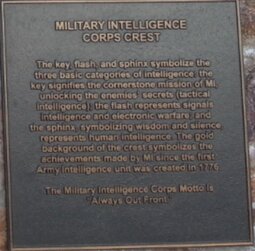 MILITARY INTELLIGENCE
CORPS CREST
The key, flash, and sphinx symbolize the
three basic categories of intelligence: the
key signifies the cornerstone mission of MI,
unlocking the enemies' secrets (tactical
intelligence); the flash represents signals
intelligence and electronic warfare; and
the sphinx, symbolizing wisdom and silence,
represents human intelligence. The gold
background of the crest symbolizes the
achievements made by MI since the first
Army intelligence unit was created in 1776.
The Military Intelligence Corps Motto is
"Always Out Front"